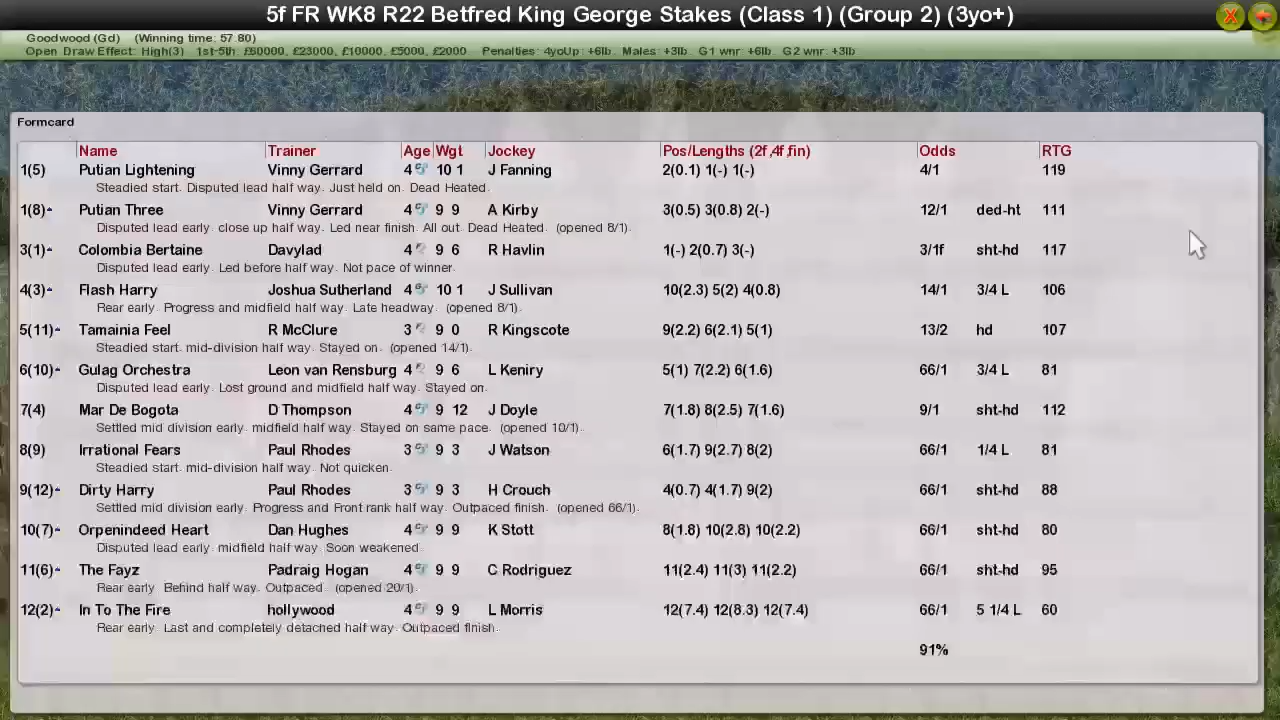 5f FR WK8 R22 Betfred King George Stakes (Class 1) (Group 2) (3yo+)
Goodwood (Gd) (Winning time: 57.80)
Open Draw Effect: High(3) 1st-5th £60000, £23000, £10000, £5000, £2000 Penalties: 4yoUp: +6lb. Males: +3lb. G1 wnr: +6lb. G2 wnr: +3lb
Formcard
Name Trainer Age Wgt Jockey Pos/Lengths (2f,4f,fin) Odds RTG
1(5) Putian Lightening Vinny Gerrard 4 10 1 J Fanning 2(0.1) 1(-) 1(-) 4/1 119
Steadied start. Disputed lead half way. Just held on. Dead Heated.
1(8) Putian Three Vinny Gerrard 4 9 9 A Kirby 3(0.5) 3(0.8) 2(-) 12/1 ded-ht 111
Disputed lead early. close up half way. Led near finish. All out. Dead Heated. (opened 8/1).
3(1) Colombia Bertaine Davylad 4 9 6 R Havlin 1(-) 2(0.7) 3(-) 3/1f sht-hd 117
Disputed lead early. Led before half way. Not pace of winner.
4(3) Flash Harry Joshua Sutherland 4 10 1 J Sullivan 10(2.3) 5(2) 4(0.8) 14/1 3/4 L 106
Rear early. Progress and midfield half way. Late headway. (opened 8/1).
5(11) Tamainia Feel R McClure 3 9 0 R Kingscote 9(2.2) 6(2.1) 5(1) 13/2 hd 107
Steadied start. mid-division half way. Stayed on. (opened 14/1).
6(10) Gulag Orchestra Leon van Rensburg 4 9 6 L Keniry 5(1) 7(2.2) 6(1.6) 66/1 3/4 L 81
Disputed lead early. Lost ground and midfield half way. Stayed on.
7(4) Mar De Bogota D Thompson 4 9 12 J Doyle 7(1.8) 8(2.5) 7(1.6) 9/1 sht-hd 112
Settled mid division early. midfield half way. Stayed on same pace. (opened 10/1).
8(9) Irrational Fears Paul Rhodes 3 9 3 J Watson 6(1.7) 9(2.7) 8(2) 66/1 1/4 L 81
Steadied start. mid-division half way. Not quicken.
9(12) Dirty Harry Paul Rhodes 3 9 3 H Crouch 4(0.7) 4(1.7) 9(2) 66/1 sht-hd 88
Settled mid division early. Progress and Front rank half way. Outpaced finish. (opened 66/1).
10(7) Orpenindeed Heart Dan Hughes 4 9 9 K Stott 8(1.8) 10(2.8) 10(2.2) 66/1 sht-hd 80
Disputed lead early. midfield half way. Soon weakened.
11(6) The Fayz Padraig Hogan 4 9 9 C Rodriguez 11(2.4) 11(3) 11(2.2) 66/1 sht-hd 95
Rear early. Behind half way. Outpaced. (opened 20/1).
12(2) In To The Fire hollywood 4 9 9 L Morris 12(7.4) 12(8.3) 12(7.4) 66/1 5 1/4 L 60
Rear early. Last and completely detached half way. Outpaced finish.
91%